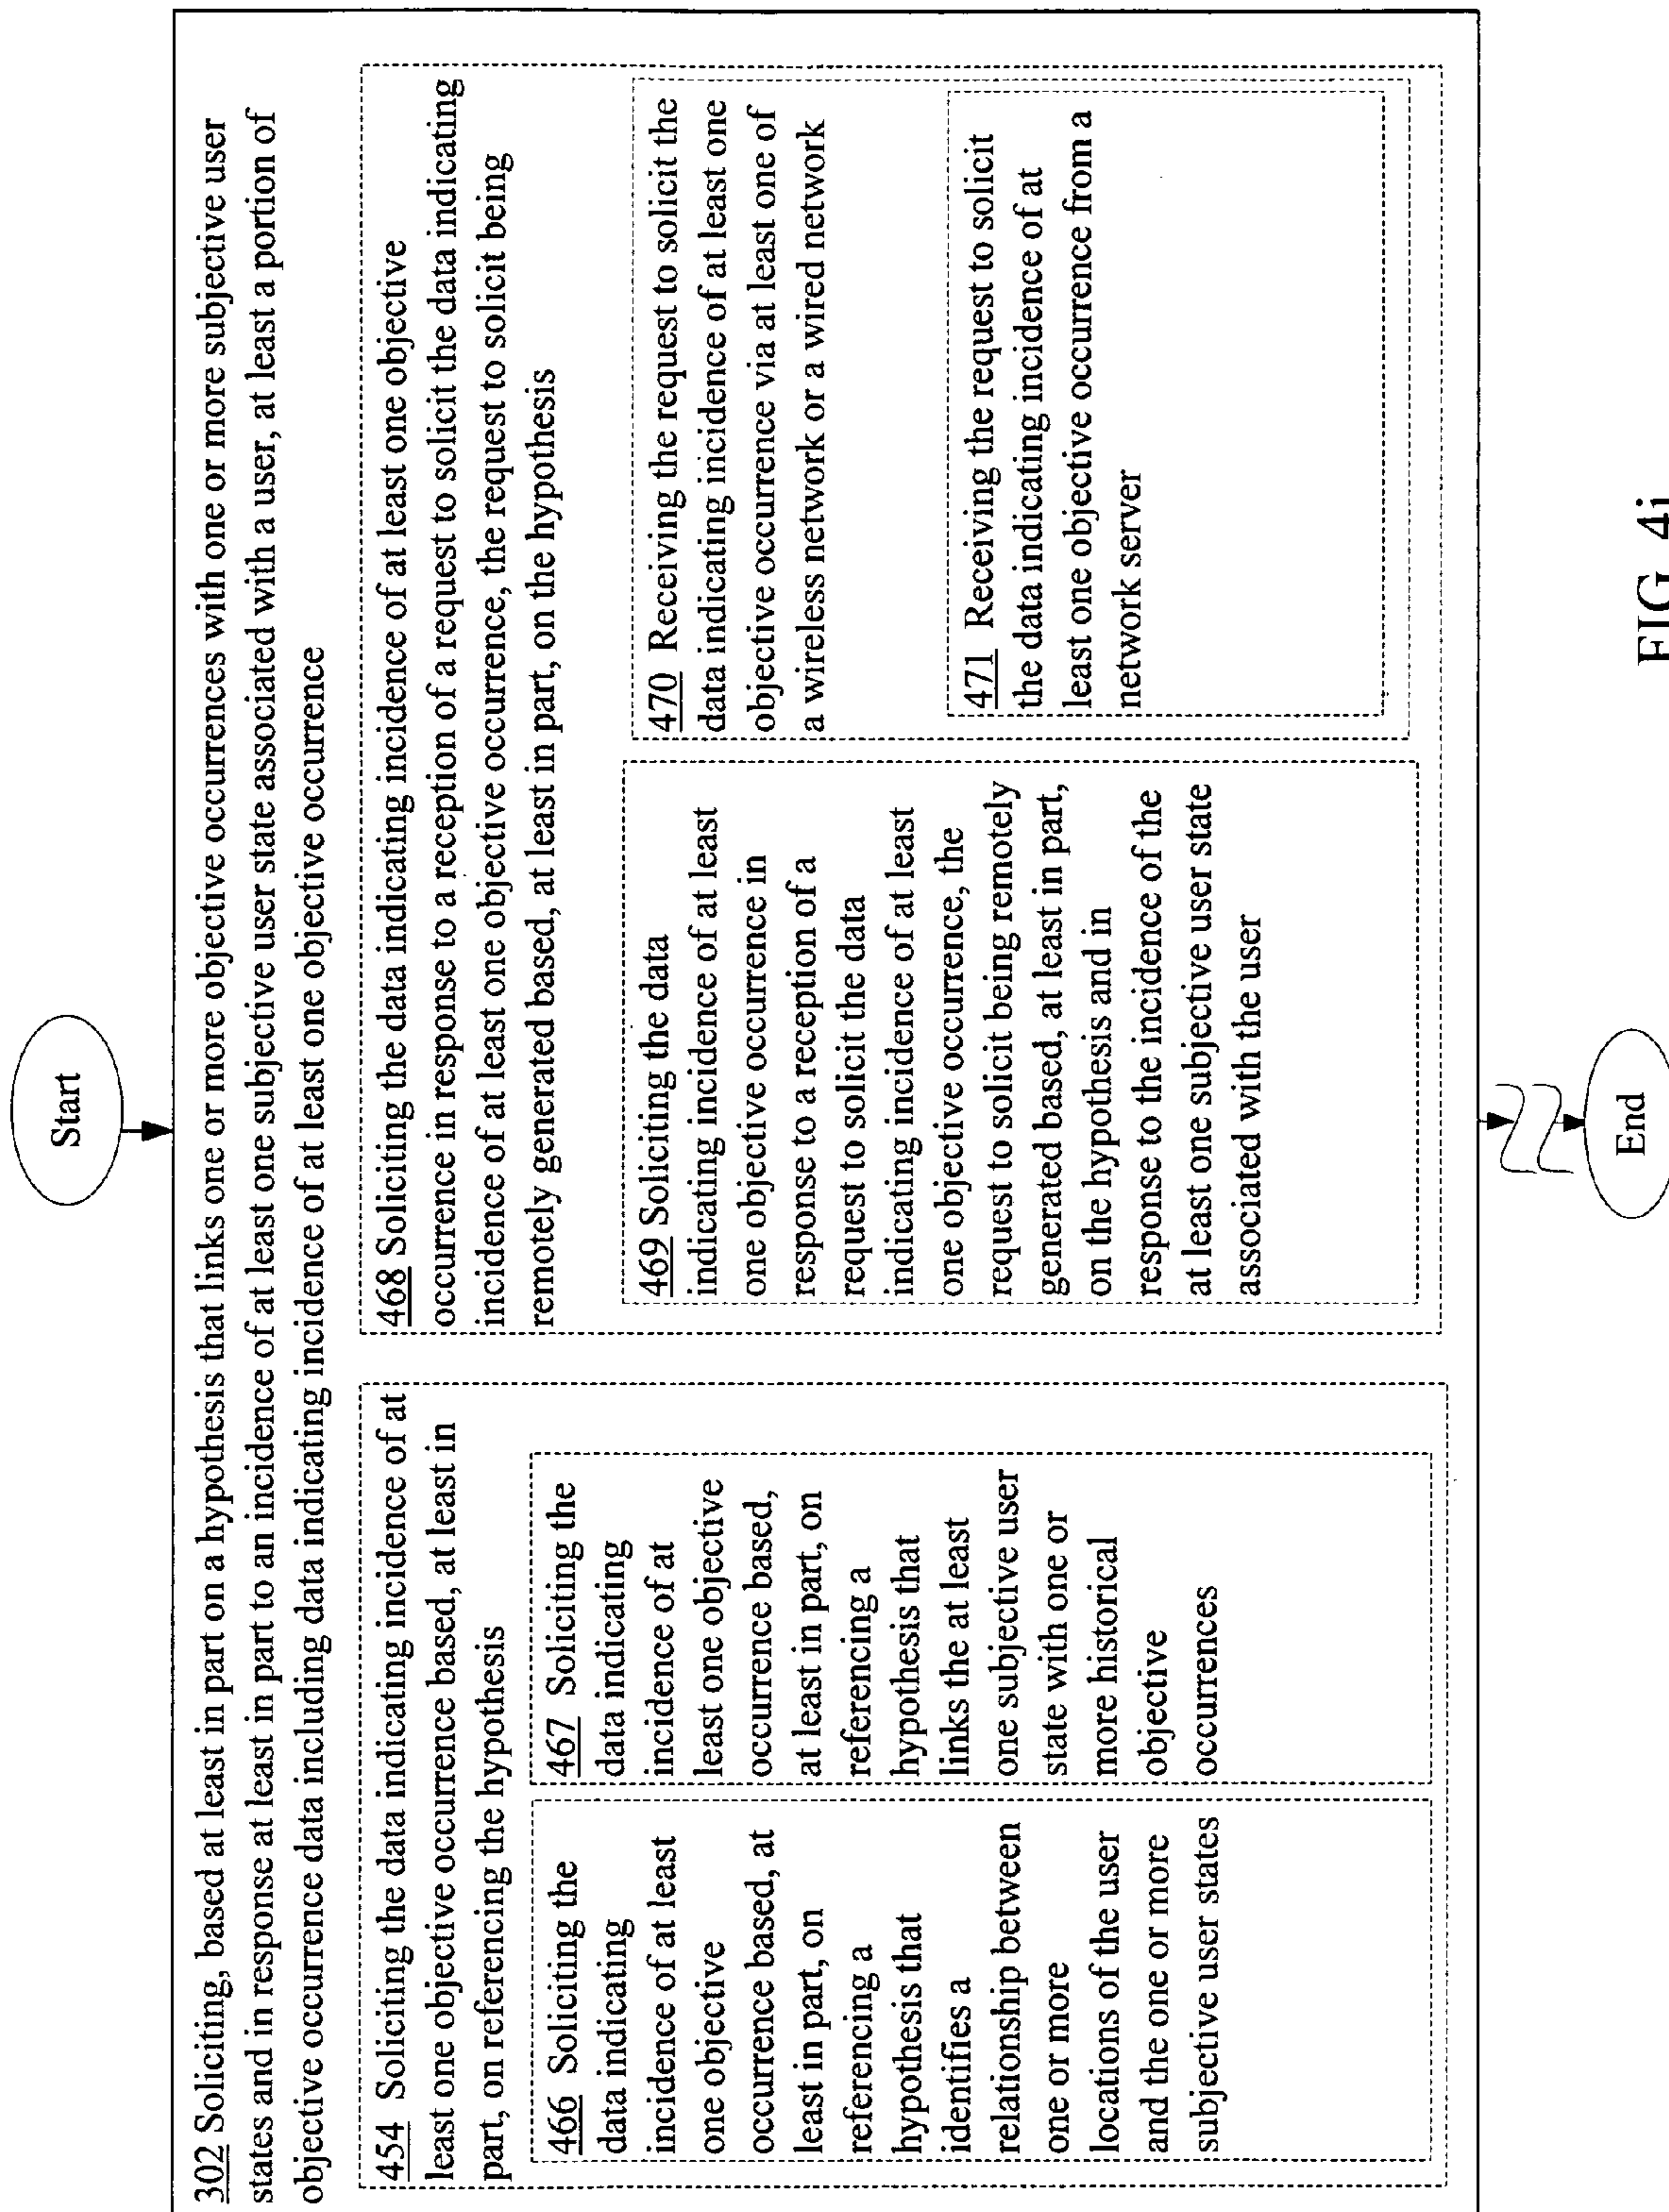 Start
302 Soliciting, based at least in part on a hypothesis that links one or more objective occurrences with one or more subjective user
states and in response at least in part to an incidence of at least one subjective user state associated with a user, at least a portion of
objective occurrence data including data indicating incidence of at least one objective occurrence
454 Soliciting the data indicating incidence of at
least one objective occurrence based, at least in
part, on referencing the hypothesis
466 Soliciting the
data indicating
incidence of at least
one objective
occurrence based, at
least in part, on
referencing a
hypothesis that
identifies a
relationship between
one or more
locations of the user
and the one or more
subjective user states
467 Soliciting the
data indicating
incidence of at
least one objective
occurrence based,
at least in part, on
referencing a
hypothesis that
links the at least
one subjective user
state with one or
more historical
objective
occurrences
468 Soliciting the data indicating incidence of at least one objective
occurrence in response to a reception of a request to solicit the data indicating
incidence of at least one objective occurrence, the request to solicit being
remotely generated based, at least in part, on the hypothesis
469 Soliciting the data
indicating incidence of at least
one objective occurrence in
response to a reception of a
request to solicit the data
indicating incidence of at least
one objective occurrence, the
request to solicit being remotely
generated based, at least in part,
on the hypothesis and in
response to the incidence of the
at least one subjective user state
associated with the user
470 Receiving the request to solicit the
data indicating incidence of at least one
objective occurrence via at least one of
a wireless network or a wired network
471 Receiving the request to solicit
the data indicating incidence of at
least one objective occurrence from a
network server
End